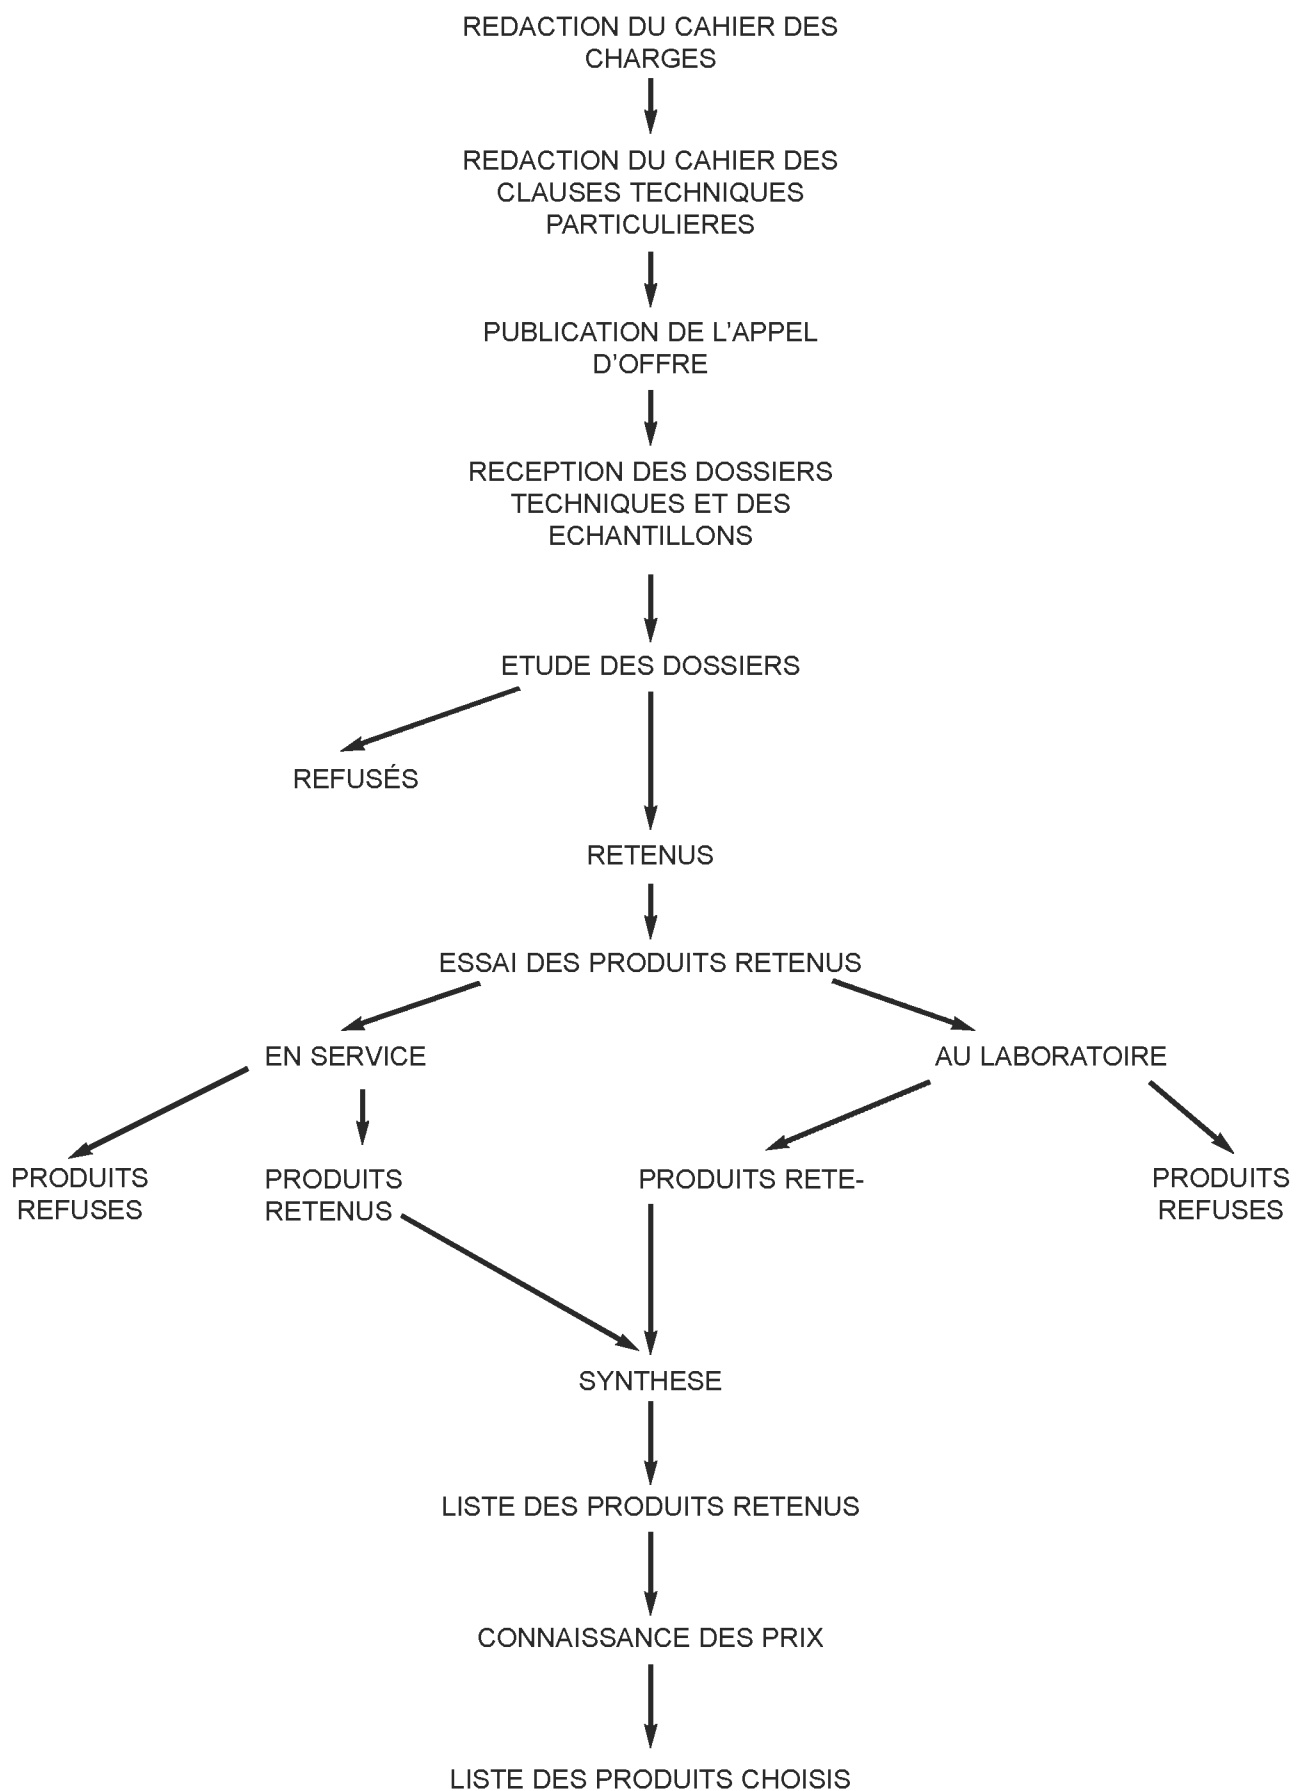 REDACTION DU CAHIER DES
CHARGES
REDACTION DU CAHIER DES
CLAUSES TECHNIQUES
PARTICULIERES
PUBLICATION DE L'APPEL
D'OFFRE
RECEPTION DES DOSSIERS
TECHNIQUES ET DES
ECHANTILLONS
ETUDE DES DOSSIERS
REFUSÉS
RETENUS
ESSAI DES PRODUITS RETENUS
EN SERVICE
AU LABORATOIRE
PRODUITS
REFUSES
PRODUITS
RETENUS
PRODUITS RETE-
PRODUITS
REFUSES
SYNTHESE
LISTE DES PRODUITS RETENUS
CONNAISSANCE DES PRIX
LISTE DES PRODUITS CHOISIS